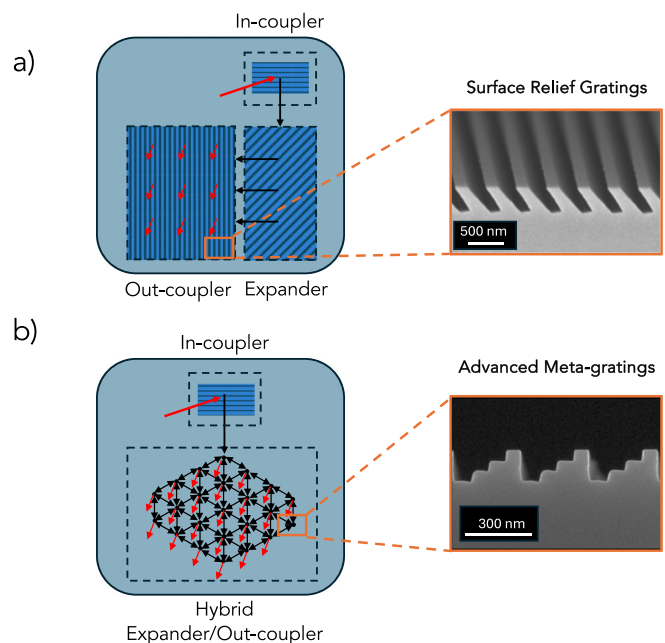 a)
In-coupler
Surface Relief Gratings
500 nm
Out-coupler
Expander
b)
In-coupler
Advanced Meta-gratings
300 nm
Hybrid
Expander/Out-coupler